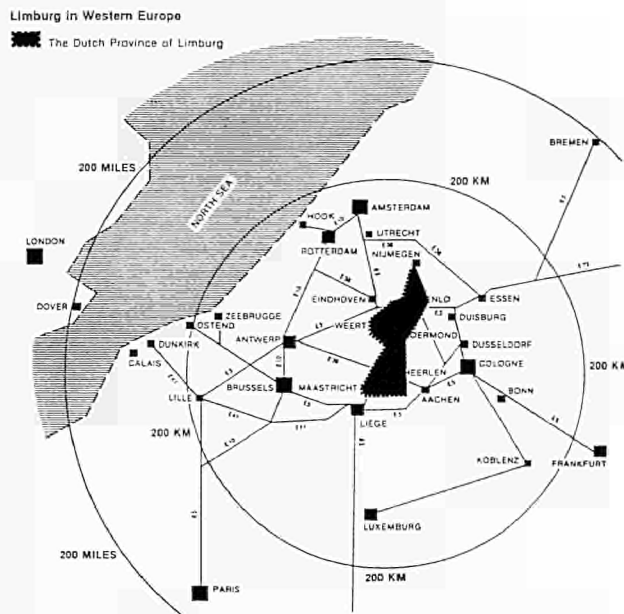 Limburg in Western Europe
The Dutch Province of Limburg
BREMEN
200 MILES
200 KM
NORTH SEA
AMSTERDAM
HOOK
UTRECHT
ROTTERDAM
NIJMEGEN
LONDON
DOVER
EINDHOVEN
ENLØ
ESSEN
ZEEBRUGGE
OSTEND
WEERT
DUISBURG
DUNKIRK
ANTWERP
OERMOND
DUSSELDORF
CALAIS
COLOGNE
200 KM
BRUSSELS
MAASTRICHT
HEERLEN
LILLE
AACHEN
BONN
LIEGE
200 KM
KOBLENZ
FRANKFURT
LUXEMBURG
200 MILES
200 KM
PARIS